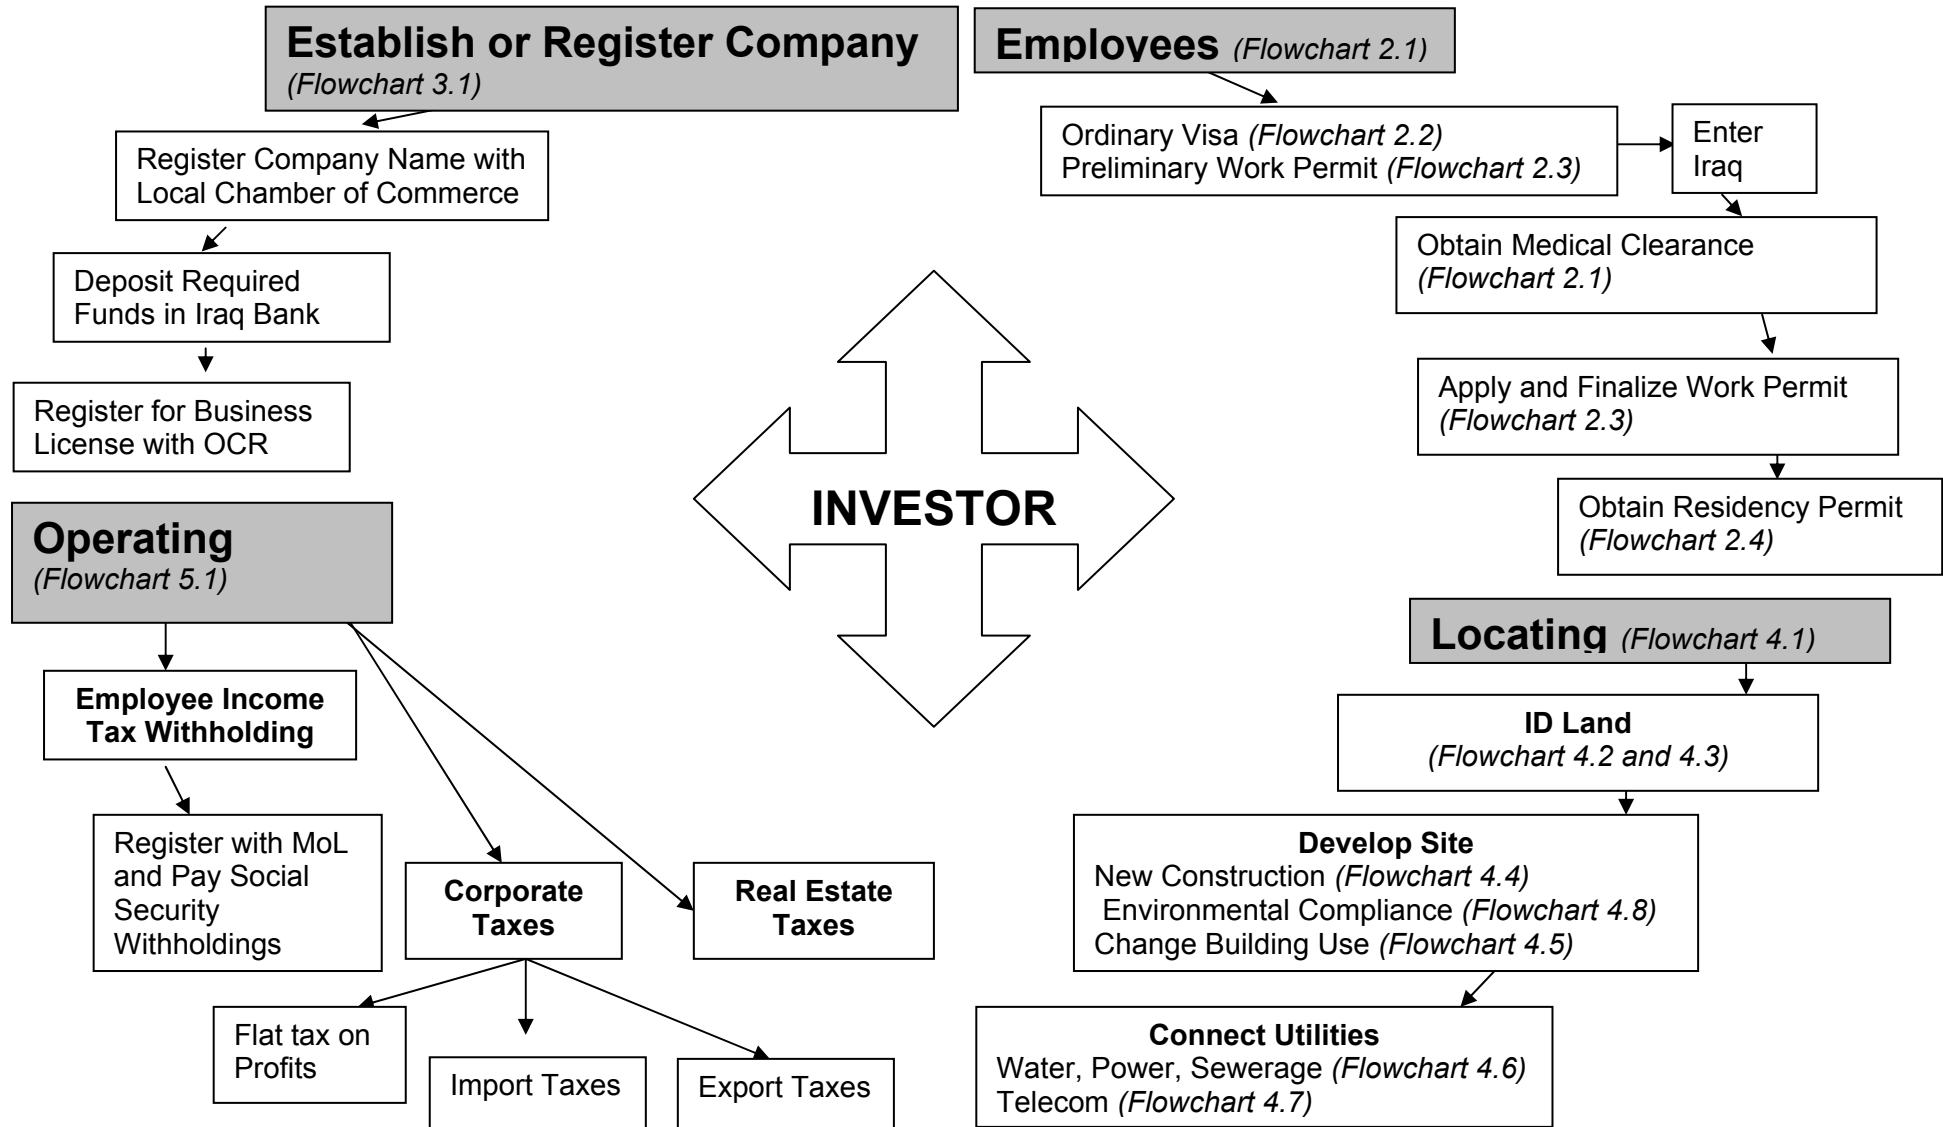 Establish or Register Company
(Flowchart 3.1)
Register Company Name with
Local Chamber of Commerce
Deposit Required
Funds in Iraq Bank
Register for Business
License with OCR
Employees (Flowchart 2.1)
Ordinary Visa (Flowchart 2.2)
Preliminary Work Permit (Flowchart 2.3)
Enter
Iraq
Obtain Medical Clearance
(Flowchart 2.1)
Apply and Finalize Work Permit
(Flowchart 2.3)
Obtain Residency Permit
(Flowchart 2.4)
INVESTOR
Operating
(Flowchart 5.1)
Employee Income
Tax Withholding
Register with MoL
and Pay Social
Security
Withholdings
Corporate
Taxes
Real Estate
Taxes
Flat tax on
Profits
Import Taxes
Export Taxes
Locating (Flowchart 4.1)
ID Land
(Flowchart 4.2 and 4.3)
Develop Site
New Construction (Flowchart 4.4)
Environmental Compliance (Flowchart 4.8)
Change Building Use (Flowchart 4.5)
Connect Utilities
Water, Power, Sewerage (Flowchart 4.6)
Telecom (Flowchart 4.7)